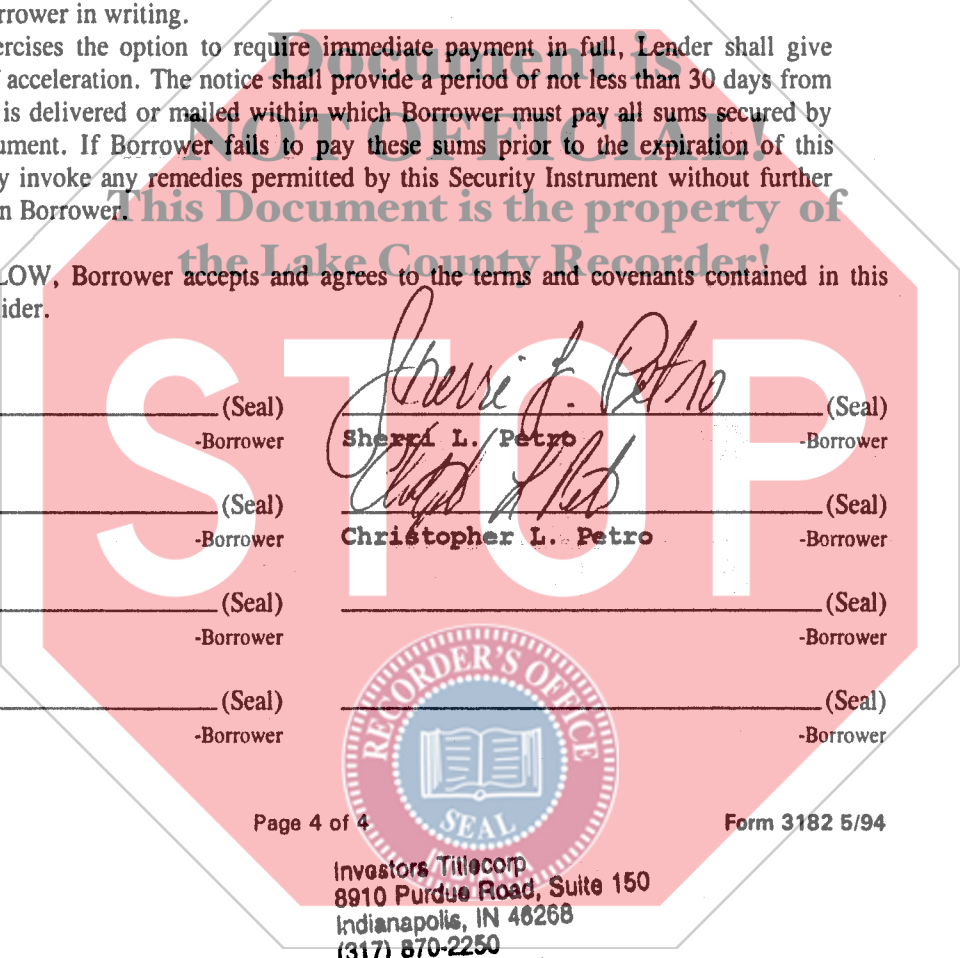 rrower in writing.
ercises the option to require immediate payment in full, Lender shall give
acceleration. The notice shall provide a period of not less than 30 days from
is delivered or mailed within which Borrower must pay all sums secured by
ument. If Borrower fails to pay these sums prior to the expiration of this
y invoke any remedies permitted by this Security Instrument without further
n Borrower.
Document is
NOT OFFICIAL!
This Document is the property of
the Lake County Recorder!
LOW, Borrower accepts and agrees to the terms and covenants contained in this
ider.
STOP
Sherri L. Petro
(Seal) (Seal)
-Borrower Sherri L. Petro -Borrower
(Seal) (Seal)
-Borrower Christopher L. Petro -Borrower
(Seal) (Seal)
-Borrower -Borrower
(Seal) (Seal)
-Borrower -Borrower
RECORDER'S OFFICE
SEAL
Page 4 of 4 Form 3182 5/94
Investors Titlecorp
8910 Purdue Road, Suite 150
Indianapolis, IN 46268
(317) 870-2250